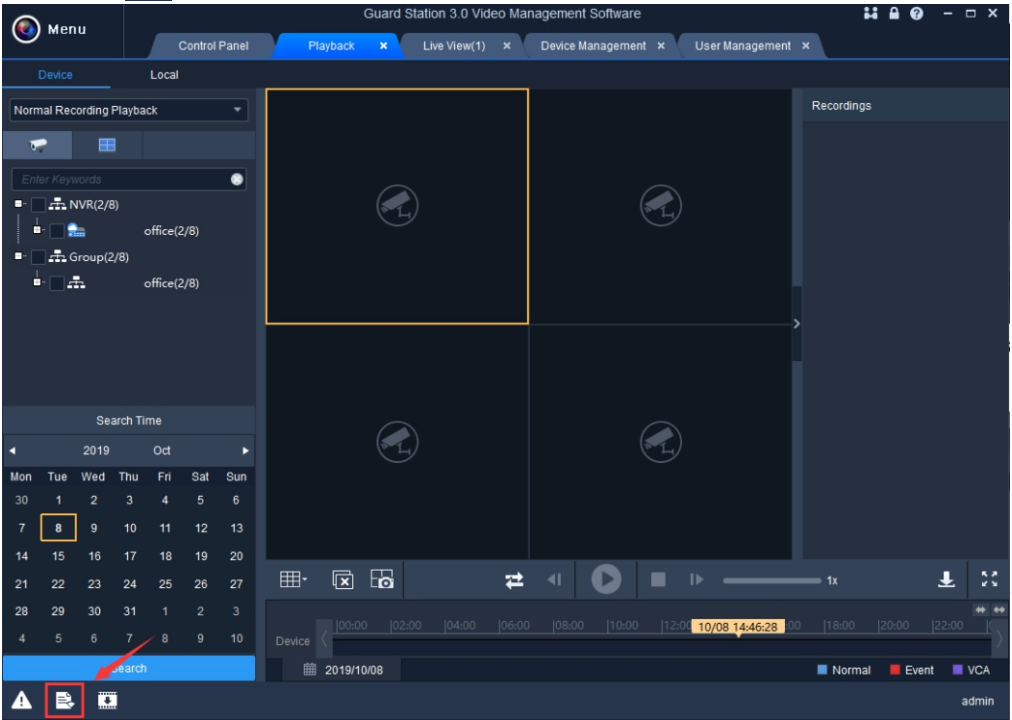 Guard Station 3.0 Video Management Software
Menu
Control Panel
Playback
Live View(1)
Device Management
User Management
Device
Local
Normal Recording Playback
Recordings
Enter Keywords
NVR(2/8)
office(2/8)
Group(2/8)
office(2/8)
Search Time
2019 Oct
Mon Tue Wed Thu Fri Sat Sun
30 1 2 3 4 5 6
7 8 9 10 11 12 13
14 15 16 17 18 19 20
21 22 23 24 25 26 27
28 29 30 31 1 2 3
4 5 6 7 8 9 10
Search
1x
00:00 02:00 04:00 06:00 08:00 10:00 12:00 10/08 14:46:28 18:00 20:00 22:00
Device
2019/10/08
Normal Event VCA
admin